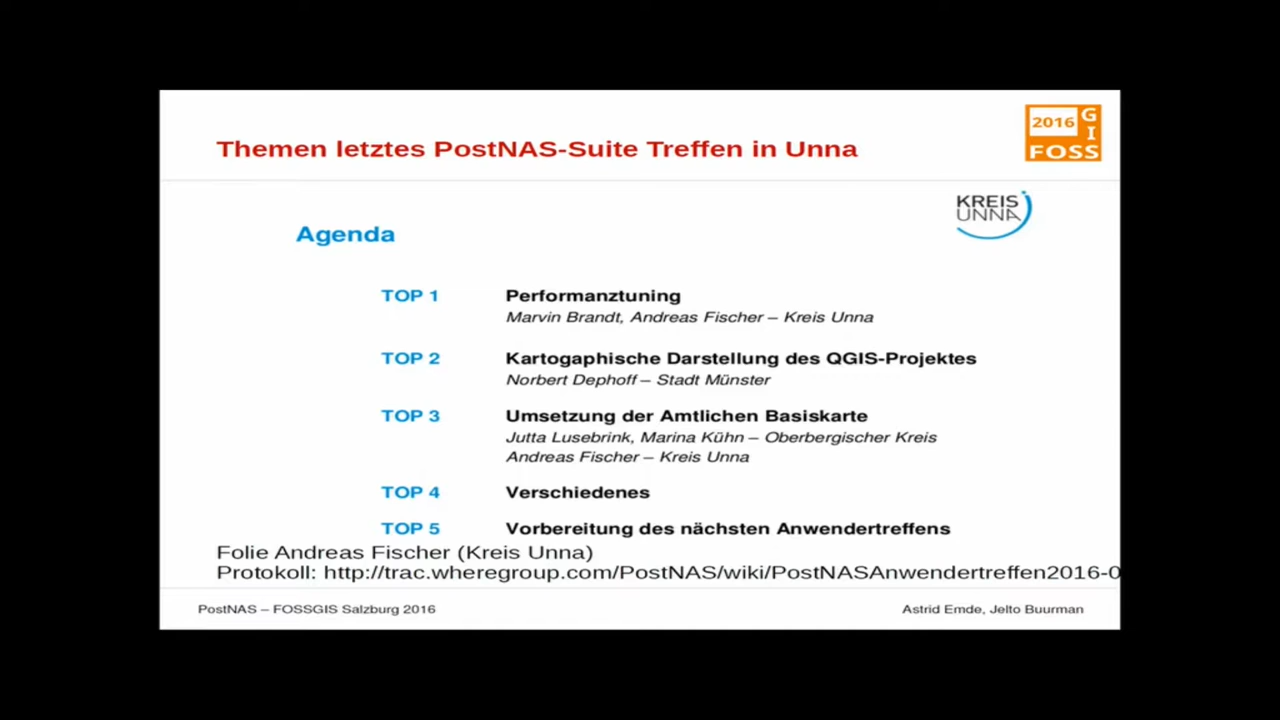 Themen letztes PostNAS-Suite Treffen in Unna
2016
G
I
FOSS
KREIS
UNNA
Agenda
TOP 1 Performanztuning
Marvin Brandt, Andreas Fischer – Kreis Unna
TOP 2 Kartogaphische Darstellung des QGIS-Projektes
Norbert Dephoff – Stadt Münster
TOP 3 Umsetzung der Amtlichen Basiskarte
Jutta Lusebrink, Marina Kühn – Oberbergischer Kreis
Andreas Fischer – Kreis Unna
TOP 4 Verschiedenes
TOP 5 Vorbereitung des nächsten Anwendertreffens
Folie Andreas Fischer (Kreis Unna)
Protokoll: http://trac.wheregroup.com/PostNAS/wiki/PostNASAnwendertreffen2016-0
PostNAS – FOSSGIS Salzburg 2016
Astrid Emde, Jelto Buurman